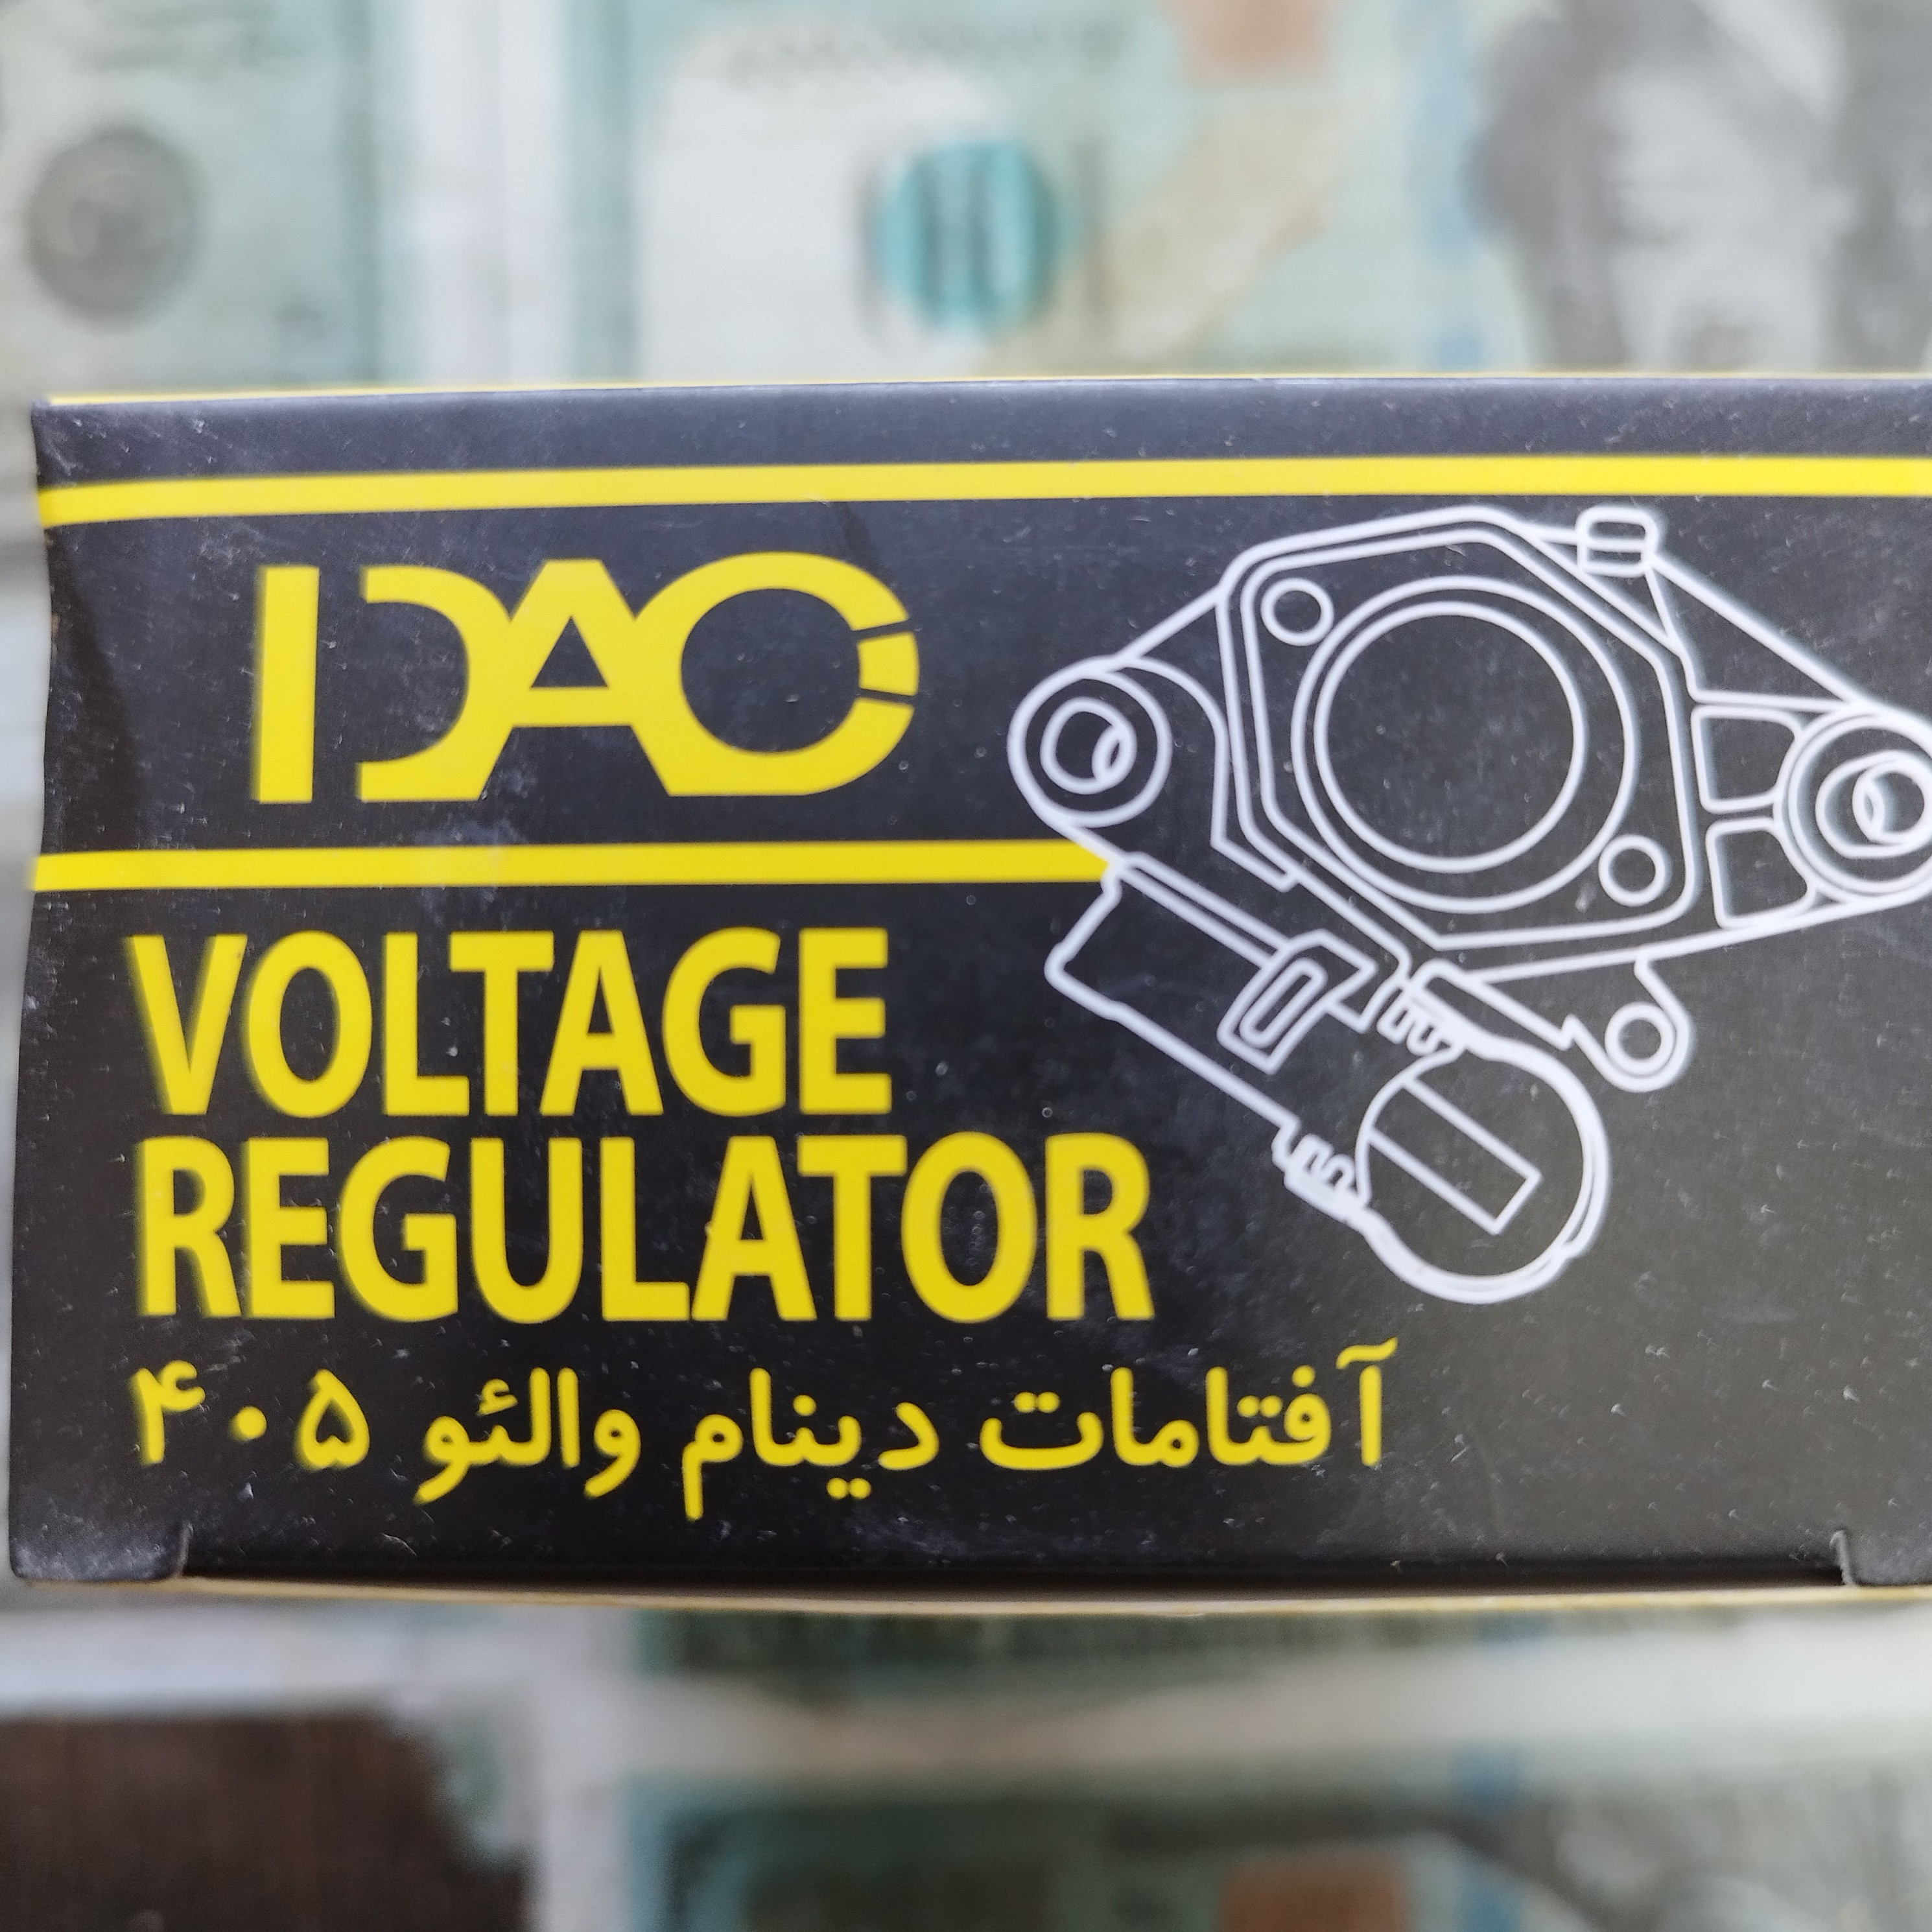 IDAC
VOLTAGE
REGULATOR
آفتامات دینام والئو ۴۰۵